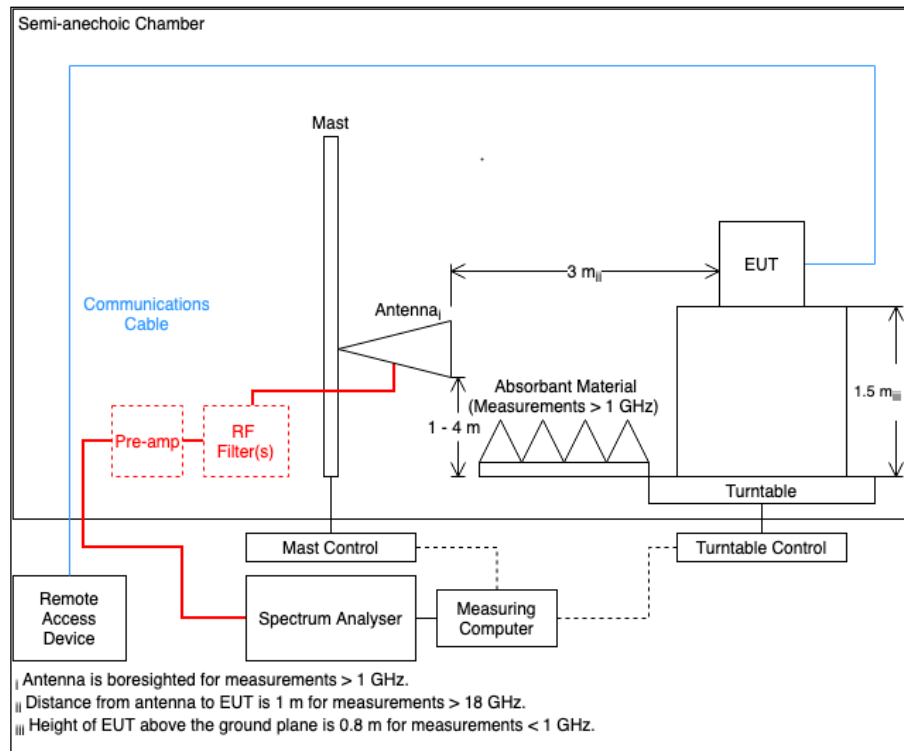 Semi-anechoic Chamber
Mast
3 mii
EUT
Communications
Cable
Antennai
Absorbant Material
(Measurements > 1 GHz)
1.5 miii
1 - 4 m
Pre-amp
RF
Filter(s)
Turntable
Mast Control
Turntable Control
Remote
Access
Device
Spectrum Analyser
Measuring
Computer
i Antenna is boresighted for measurements > 1 GHz.
ii Distance from antenna to EUT is 1 m for measurements > 18 GHz.
iii Height of EUT above the ground plane is 0.8 m for measurements < 1 GHz.